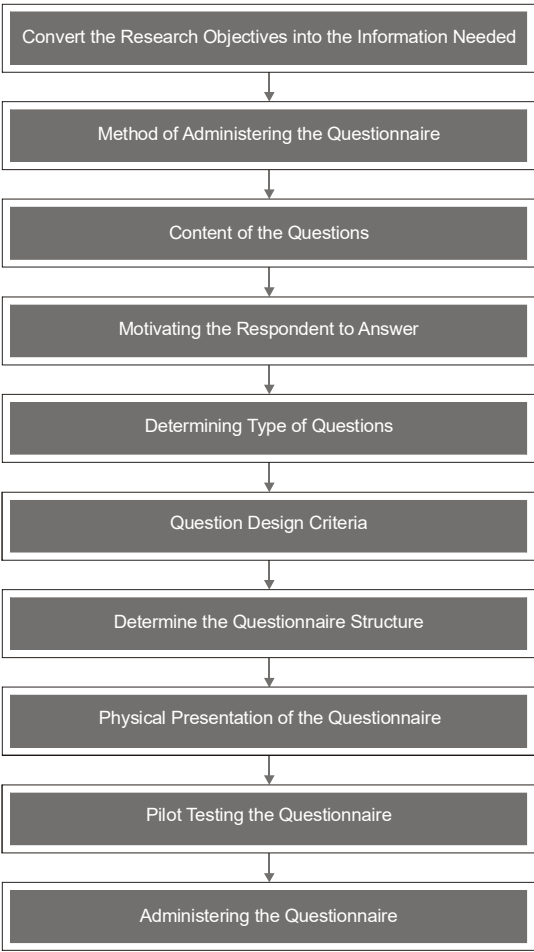 Convert the Research Objectives into the Information Needed
Method of Administering the Questionnaire
Content of the Questions
Motivating the Respondent to Answer
Determining Type of Questions
Question Design Criteria
Determine the Questionnaire Structure
Physical Presentation of the Questionnaire
Pilot Testing the Questionnaire
Administering the Questionnaire